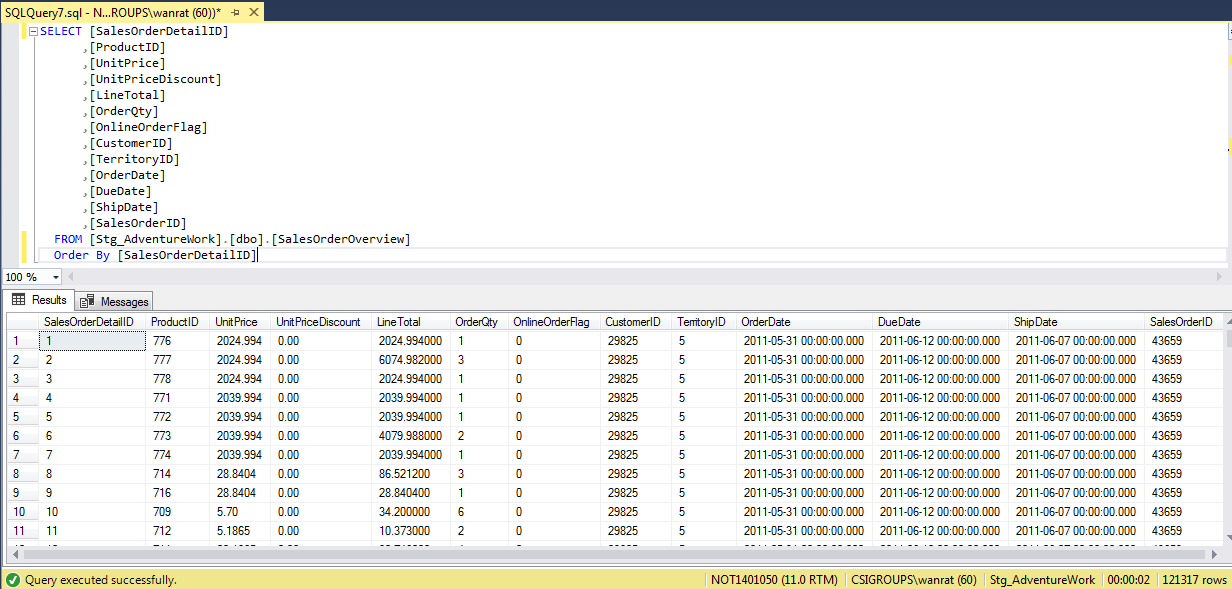 SQLQuery7.sql - N...ROUPS\wanrat (60))*
SELECT [SalesOrderDetailID]
,[ProductID]
,[UnitPrice]
,[UnitPriceDiscount]
,[LineTotal]
,[OrderQty]
,[OnlineOrderFlag]
,[CustomerID]
,[TerritoryID]
,[OrderDate]
,[DueDate]
,[ShipDate]
,[SalesOrderID]
FROM [Stg_AdventureWork].[dbo].[SalesOrderOverview]
Order By [SalesOrderDetailID]
100 %
Results Messages
SalesOrderDetailID ProductID UnitPrice UnitPriceDiscount LineTotal OrderQty OnlineOrderFlag CustomerID TerritoryID OrderDate DueDate ShipDate SalesOrderID
1 1 776 2024.994 0.00 2024.994000 1 0 29825 5 2011-05-31 00:00:00.000 2011-06-12 00:00:00.000 2011-06-07 00:00:00.000 43659
2 2 777 2024.994 0.00 6074.982000 3 0 29825 5 2011-05-31 00:00:00.000 2011-06-12 00:00:00.000 2011-06-07 00:00:00.000 43659
3 3 778 2024.994 0.00 2024.994000 1 0 29825 5 2011-05-31 00:00:00.000 2011-06-12 00:00:00.000 2011-06-07 00:00:00.000 43659
4 4 771 2039.994 0.00 2039.994000 1 0 29825 5 2011-05-31 00:00:00.000 2011-06-12 00:00:00.000 2011-06-07 00:00:00.000 43659
5 5 772 2039.994 0.00 2039.994000 1 0 29825 5 2011-05-31 00:00:00.000 2011-06-12 00:00:00.000 2011-06-07 00:00:00.000 43659
6 6 773 2039.994 0.00 4079.988000 2 0 29825 5 2011-05-31 00:00:00.000 2011-06-12 00:00:00.000 2011-06-07 00:00:00.000 43659
7 7 774 2039.994 0.00 2039.994000 1 0 29825 5 2011-05-31 00:00:00.000 2011-06-12 00:00:00.000 2011-06-07 00:00:00.000 43659
8 8 714 28.8404 0.00 86.521200 3 0 29825 5 2011-05-31 00:00:00.000 2011-06-12 00:00:00.000 2011-06-07 00:00:00.000 43659
9 9 716 28.8404 0.00 28.840400 1 0 29825 5 2011-05-31 00:00:00.000 2011-06-12 00:00:00.000 2011-06-07 00:00:00.000 43659
10 10 709 5.70 0.00 34.200000 6 0 29825 5 2011-05-31 00:00:00.000 2011-06-12 00:00:00.000 2011-06-07 00:00:00.000 43659
11 11 712 5.1865 0.00 10.373000 2 0 29825 5 2011-05-31 00:00:00.000 2011-06-12 00:00:00.000 2011-06-07 00:00:00.000 43659
Query executed successfully. NOT1401050 (11.0 RTM) CSIGROUPS\wanrat (60) Stg_AdventureWork 00:00:02 121317 rows